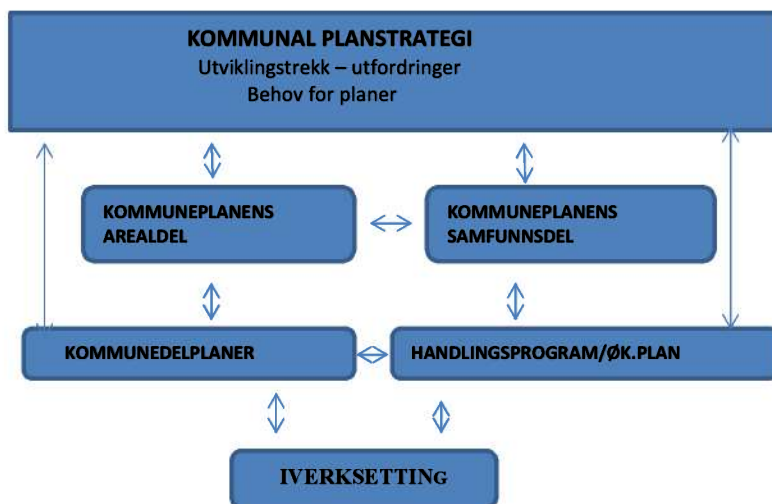 KOMMUNAL PLANSTRATEGI
Utviklingstrekk – utfordringer
Behov for planer
KOMMUNEPLANENS
AREALDEL
KOMMUNEPLANENS
SAMFUNNSDEL
KOMMUNEDELPLANER
HANDLINGSPROGRAM/ØK.PLAN
IVERKSETTING